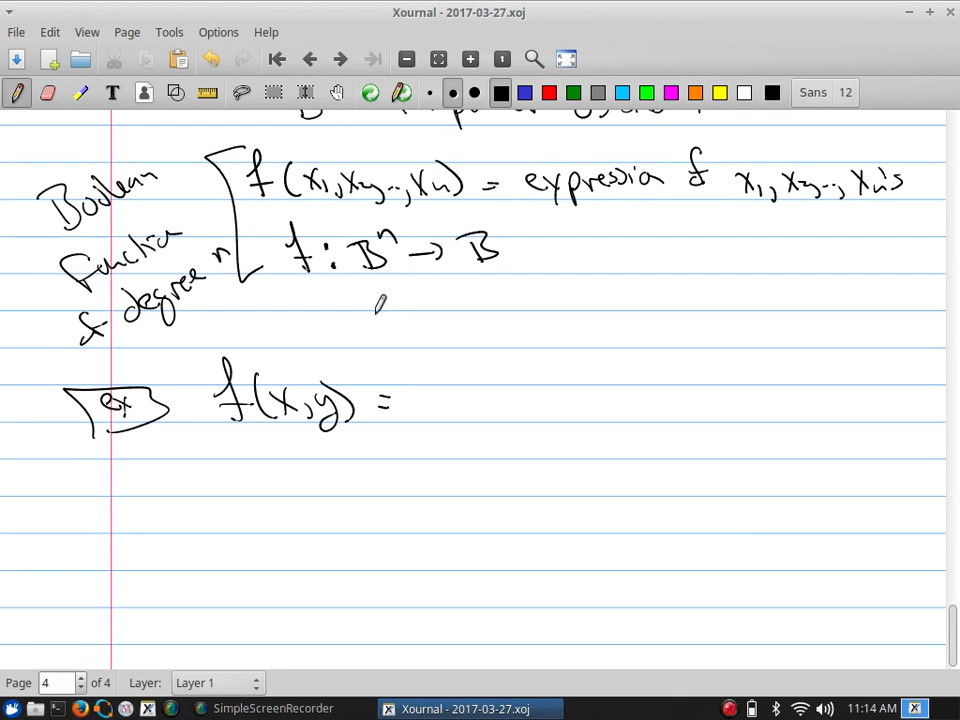 Xournal - 2017-03-27.xoj
File Edit View Page Tools Options Help
Sans 12
Boolean
Function
of degree n
f(x1,x2,..,xn) = expression of x1,x2,..,xn's
f: Bⁿ → B
ex f(x,y) =
Page 4 of 4 Layer: Layer 1
SimpleScreenRecorder Xournal - 2017-03-27.xoj 11:14 AM